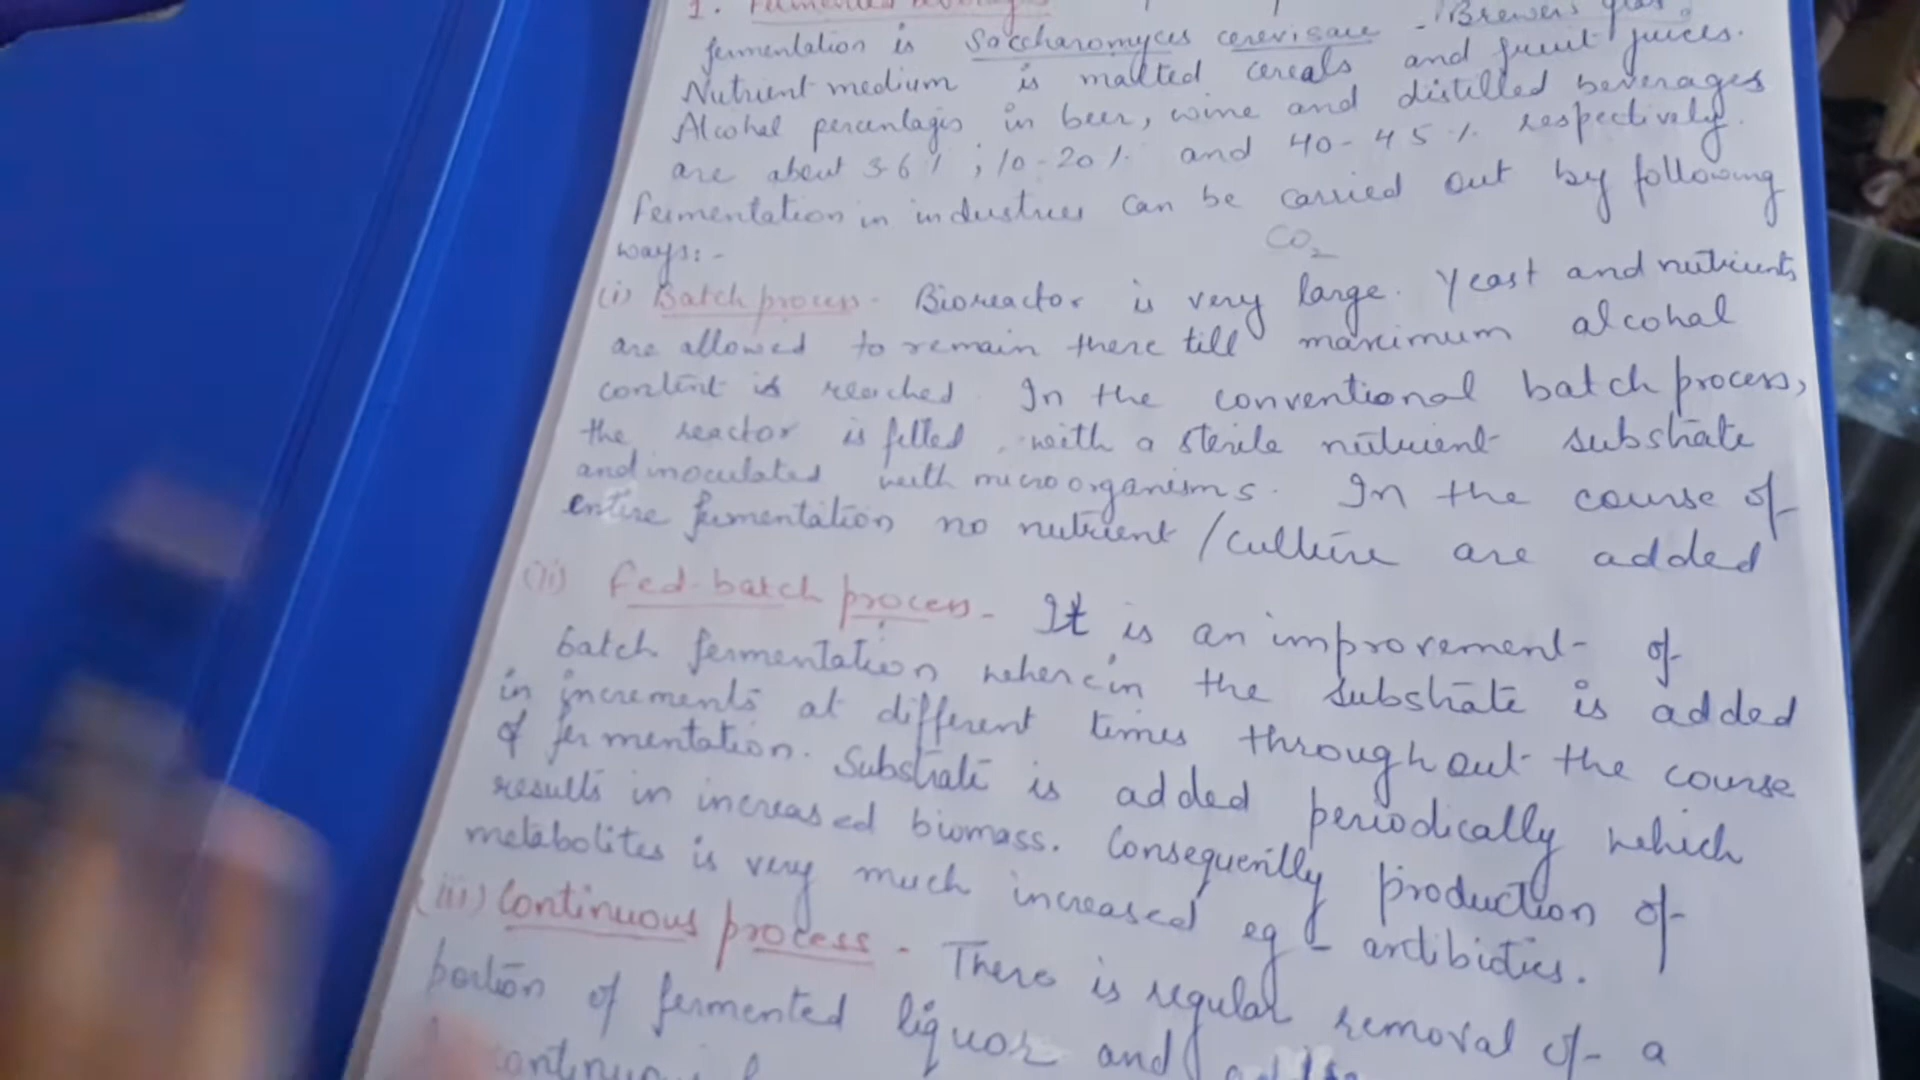 1. Fermented beverages
fermentation is Saccharomyces cerevisae - Brewer's
Nutrient medium is malted cereals and fruit juices.
Alcohol percentages in beer, wine and distilled beverages
are about 3-6%; 10-20% and 40-45% respectively.
Fermentation in industries can be carried out by following
ways:-
CO2
(i) Batch process- Bioreactor is very large. Yeast and nutrients
are allowed to remain there till maximum alcohal
content is reached. In the conventional batch process,
the reactor is filled with a sterile nutrient substrate
and inoculated with microorganisms. In the course of
entire fermentation no nutrient/culture are added
(ii) Fed-batch process- It is an improvement of
batch fermentation wherein the substrate is added
in increments at different times throughout the course
of fermentation. Substrate is added periodically which
results in increased biomass. Consequently production of
metabolites is very much increased eg - antibiotics.
(iii) Continuous process - There is regular removal of a
portion of fermented liquor and